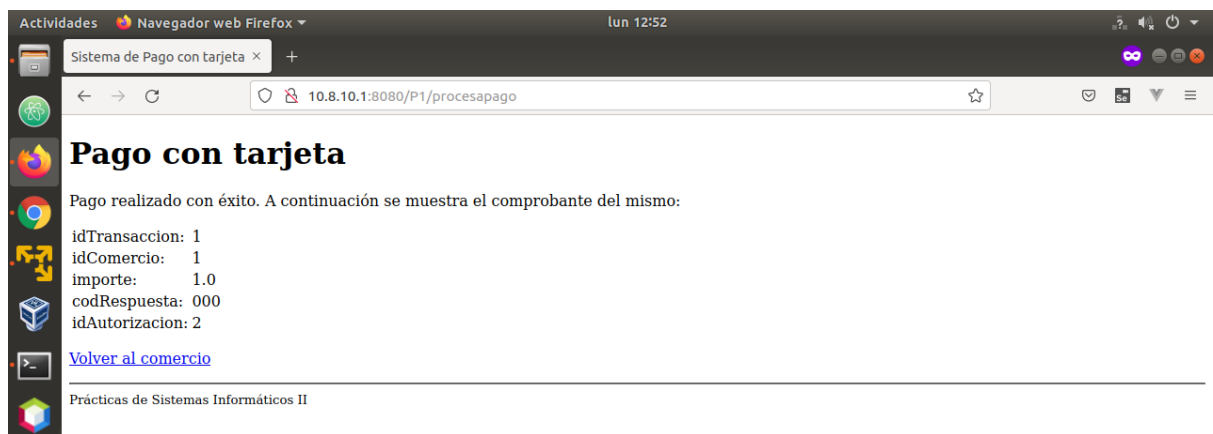 Actividades Navegador web Firefox lun 12:52
Sistema de Pago con tarjeta
10.8.10.1:8080/P1/procesapago
Se
Pago con tarjeta
Pago realizado con éxito. A continuación se muestra el comprobante del mismo:
idTransaccion: 1
idComercio: 1
importe: 1.0
codRespuesta: 000
idAutorizacion: 2
Volver al comercio
Prácticas de Sistemas Informáticos II